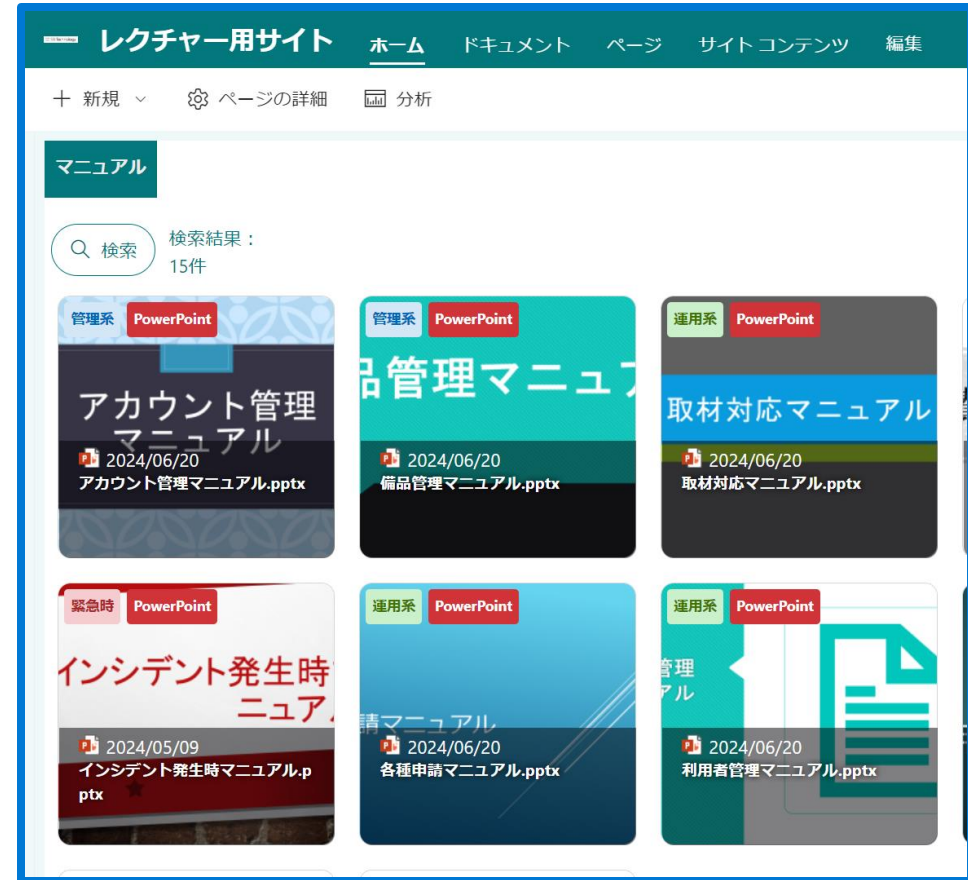 レクチャー用サイト ホーム ドキュメント ページ サイト コンテンツ 編集
+ 新規 ページの詳細 分析
マニュアル
検索 検索結果：
15件
管理系 PowerPoint
アカウント管理
マニュアル
2024/06/20
アカウント管理マニュアル.pptx
管理系 PowerPoint
品管理マニュア
2024/06/20
備品管理マニュアル.pptx
運用系 PowerPoint
取材対応マニュアル
2024/06/20
取材対応マニュアル.pptx
緊急時 PowerPoint
インシデント発生時
ニュア
2024/05/09
インシデント発生時マニュアル.p
ptx
運用系 PowerPoint
請マニュアル
2024/06/20
各種申請マニュアル.pptx
運用系 PowerPoint
管理
アル
2024/06/20
利用者管理マニュアル.pptx